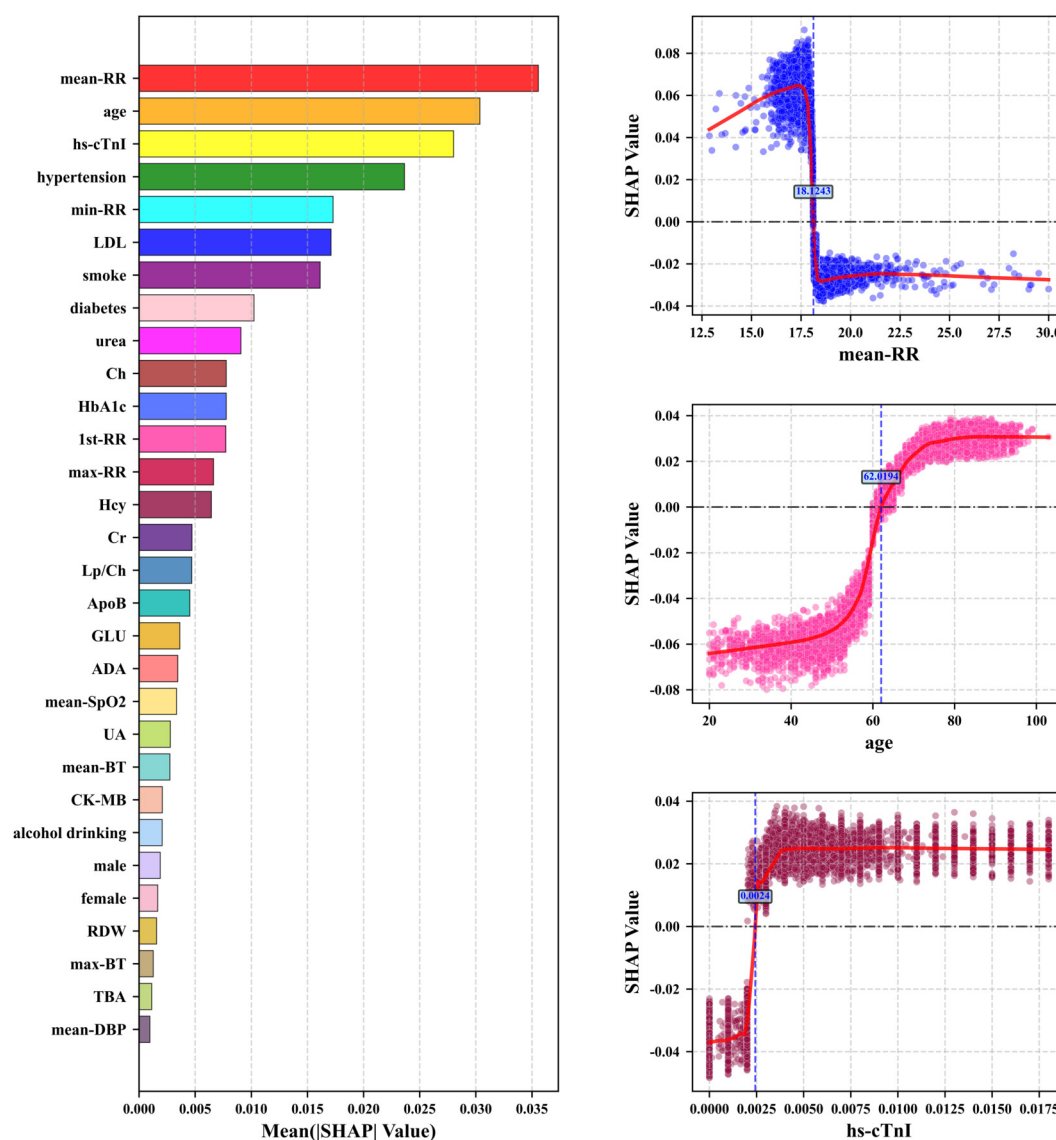 mean-RR
age
hs-cTnI
hypertension
min-RR
LDL
smoke
diabetes
urea
Ch
HbA1c
1st-RR
max-RR
Hcy
Cr
Lp/Ch
ApoB
GLU
ADA
mean-SpO2
UA
mean-BT
CK-MB
alcohol drinking
male
female
RDW
max-BT
TBA
mean-DBP
0.000 0.005 0.010 0.015 0.020 0.025 0.030 0.035
Mean(|SHAP| Value)
0.08
0.06
0.04
0.02
0.00
-0.02
-0.04
SHAP Value
18.1243
12.5 15.0 17.5 20.0 22.5 25.0 27.5 30.0
mean-RR
0.04
0.02
0.00
-0.02
-0.04
-0.06
-0.08
SHAP Value
62.0194
20 40 60 80 100
age
0.04
0.02
0.00
-0.02
-0.04
SHAP Value
0.0024
0.0000 0.0025 0.0050 0.0075 0.0100 0.0125 0.0150 0.0175
hs-cTnI